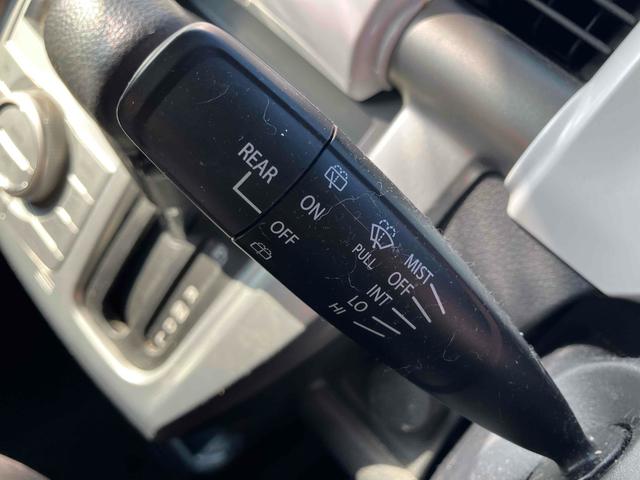 REAR
ON
OFF
PULL
MIST
OFF
INT
LO
HI